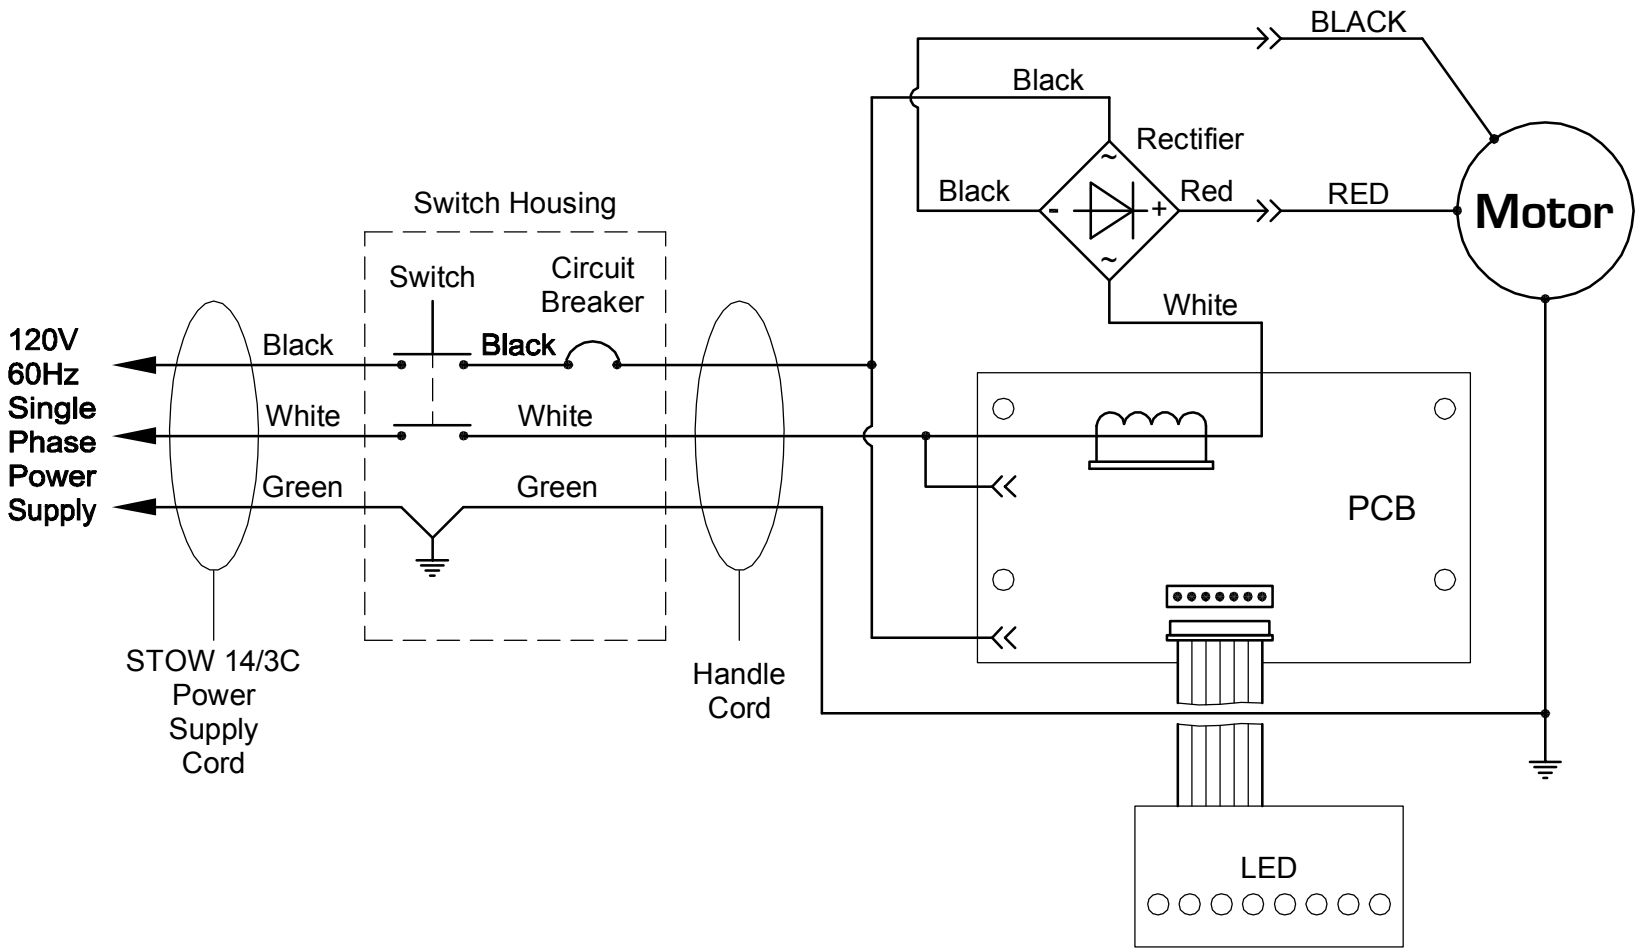 BLACK
Black
Rectifier
~
Black
-
+
Red
RED
Motor
~
White
Switch Housing
Switch
Circuit
Breaker
120V
60Hz
Single
Phase
Power
Supply
Black
Black
White
White
Green
Green
PCB
STOW 14/3C
Power
Supply
Cord
Handle
Cord
LED